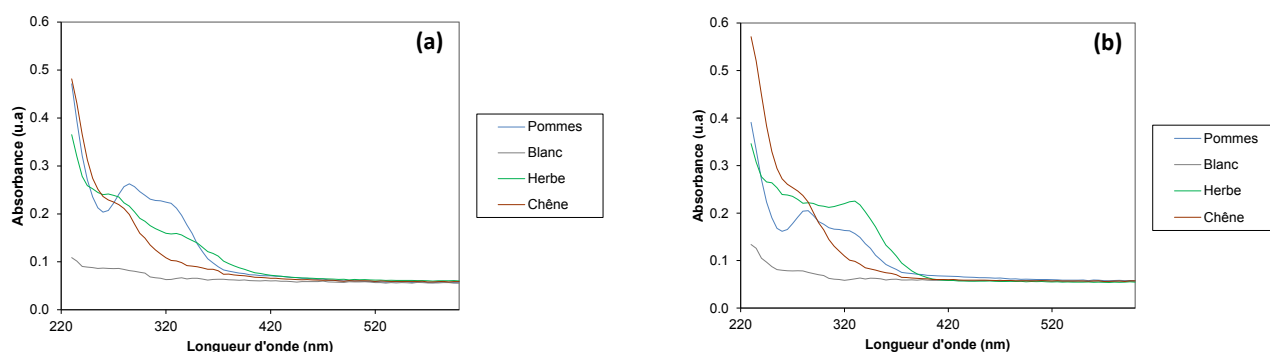 (a)
Absorbance (u.a)
0.6
0.5
0.4
0.3
0.2
0.1
0.0
220 320 420 520
Longueur d'onde (nm)
Pommes
Blanc
Herbe
Chêne
(b)
Absorbance (u.a)
0.6
0.5
0.4
0.3
0.2
0.1
0.0
220 320 420 520
Longueur d'onde (nm)
Pommes
Blanc
Herbe
Chêne